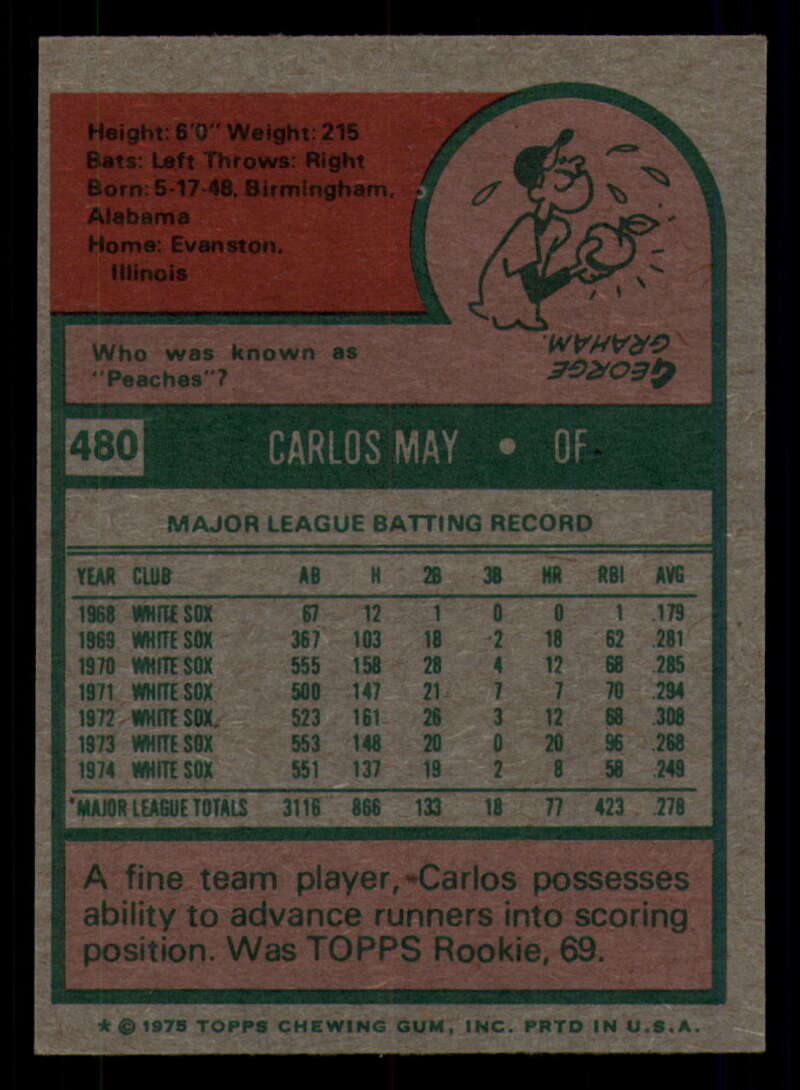 Height: 6'0" Weight: 215
Bats: Left Throws: Right
Born: 5-17-48, Birmingham,
Alabama
Home: Evanston,
Illinois
Who was known as
"Peaches"?
GEORGE
GRAHAM.
480 CARLOS MAY • OF
MAJOR LEAGUE BATTING RECORD
YEAR CLUB AB H 2B 3B HR RBI AVG
1968 WHITE SOX 67 12 1 0 0 1 .179
1969 WHITE SOX 367 103 18 2 18 62 .281
1970 WHITE SOX 555 158 28 4 12 68 .285
1971 WHITE SOX 500 147 21 7 7 70 .294
1972 WHITE SOX 523 161 26 3 12 68 .308
1973 WHITE SOX 553 148 20 0 20 96 .268
1974 WHITE SOX 551 137 19 2 8 58 .249
*MAJOR LEAGUE TOTALS 3116 866 133 18 77 423 .278
A fine team player, Carlos possesses
ability to advance runners into scoring
position. Was TOPPS Rookie, 69.
* © 1975 TOPPS CHEWING GUM, INC. PRTD IN U.S.A.